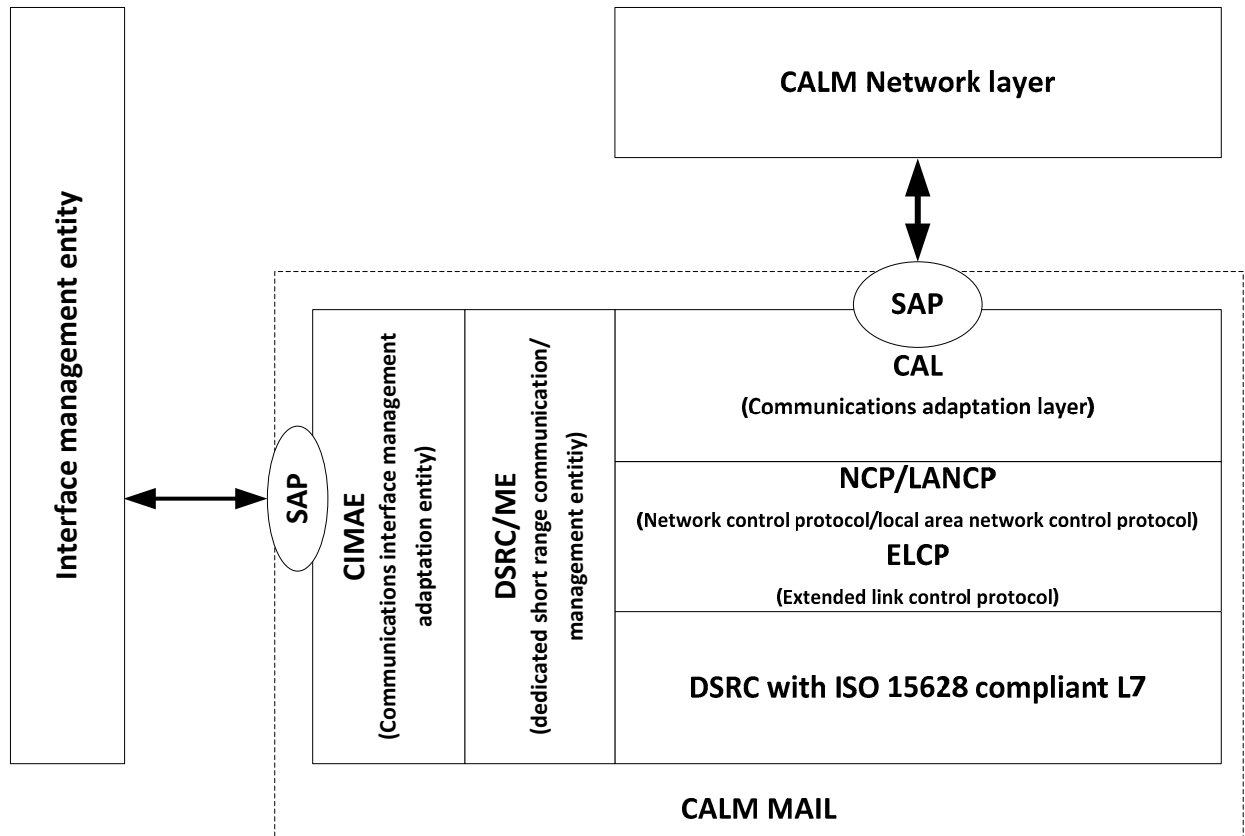 CALM Network layer
Interface management entity
SAP
SAP
CIMAE
(Communications interface management
adaptation entity)
DSRC/ME
(dedicated short range communication/
management entitiy)
CAL
(Communications adaptation layer)
NCP/LANCP
(Network control protocol/local area network control protocol)
ELCP
(Extended link control protocol)
DSRC with ISO 15628 compliant L7
CALM MAIL